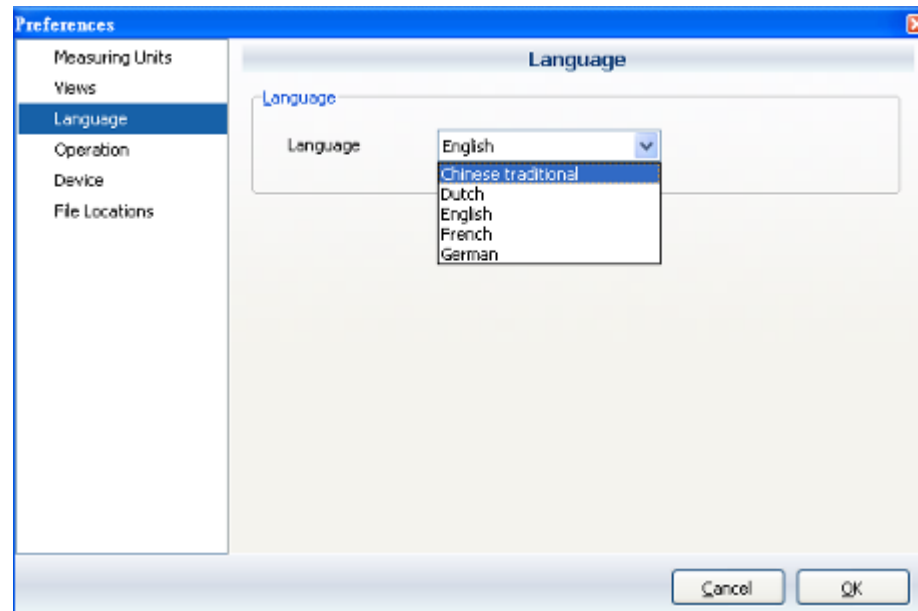 Preferences
Measuring Units
Views
Language
Operation
Device
File Locations
Language
Language
Language
English
Chinese traditional
Dutch
English
French
German
Cancel
OK